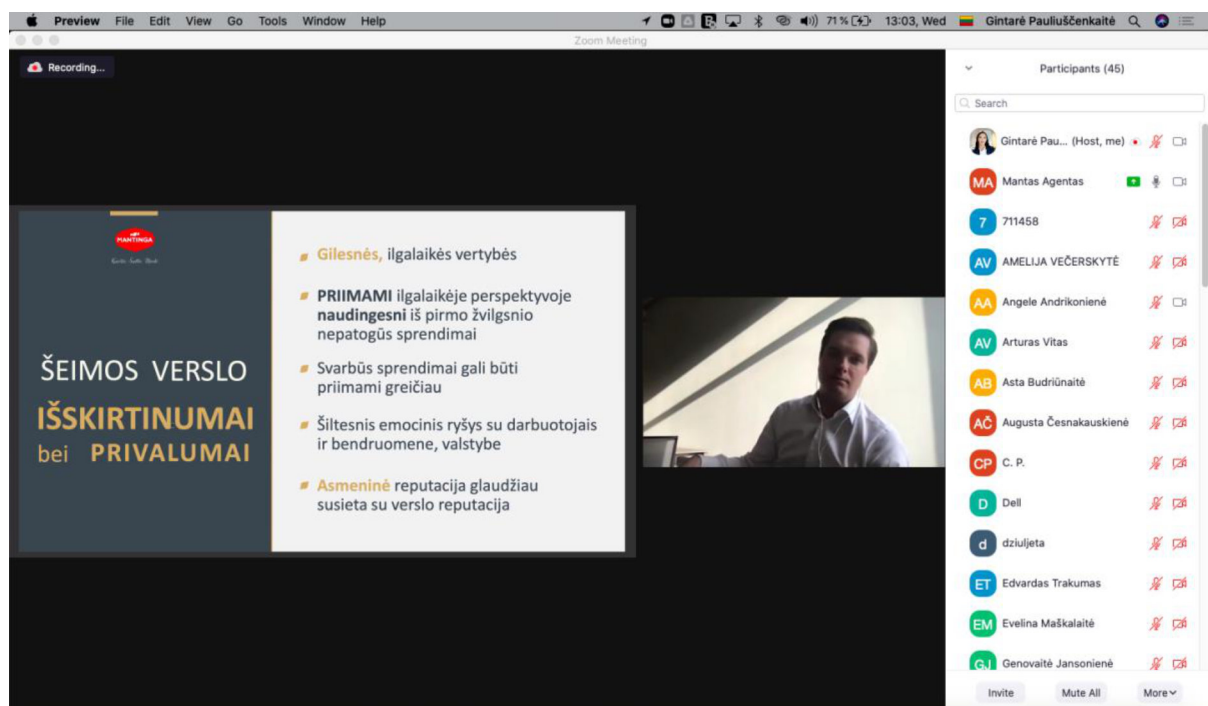 Preview File Edit View Go Tools Window Help 71% 13:03, Wed Gintarė Pauliuščenkaitė
Zoom Meeting
Recording...
MANTINGA
ŠEIMOS VERSLO
IŠSKIRTINUMAI
bei PRIVALUMAI
Gilesnės, ilgalaikės vertybės
PRIIMAMI ilgalaikėje perspektyvoje
naudingesni iš pirmo žvilgsnio
nepatogūs sprendimai
Svarbūs sprendimai gali būti
priimami greičiau
Šiltesnis emocinis ryšys su darbuotojais
ir bendruomene, valstybe
Asmeninė reputacija glaudžiau
susieta su verslo reputacija
Participants (45)
Search
Gintarė Pau... (Host, me)
MA Mantas Agentas
7 711458
AV AMELIJA VEČERSKYTĖ
AA Angele Andrikonienė
AV Arturas Vitas
AB Asta Budriūnaitė
AČ Augusta Česnakauskienė
CP C. P.
D Dell
d dziuljeta
ET Edvardas Trakumas
EM Evelina Maškalaitė
GJ Genovaitė Jansonienė
Invite Mute All More